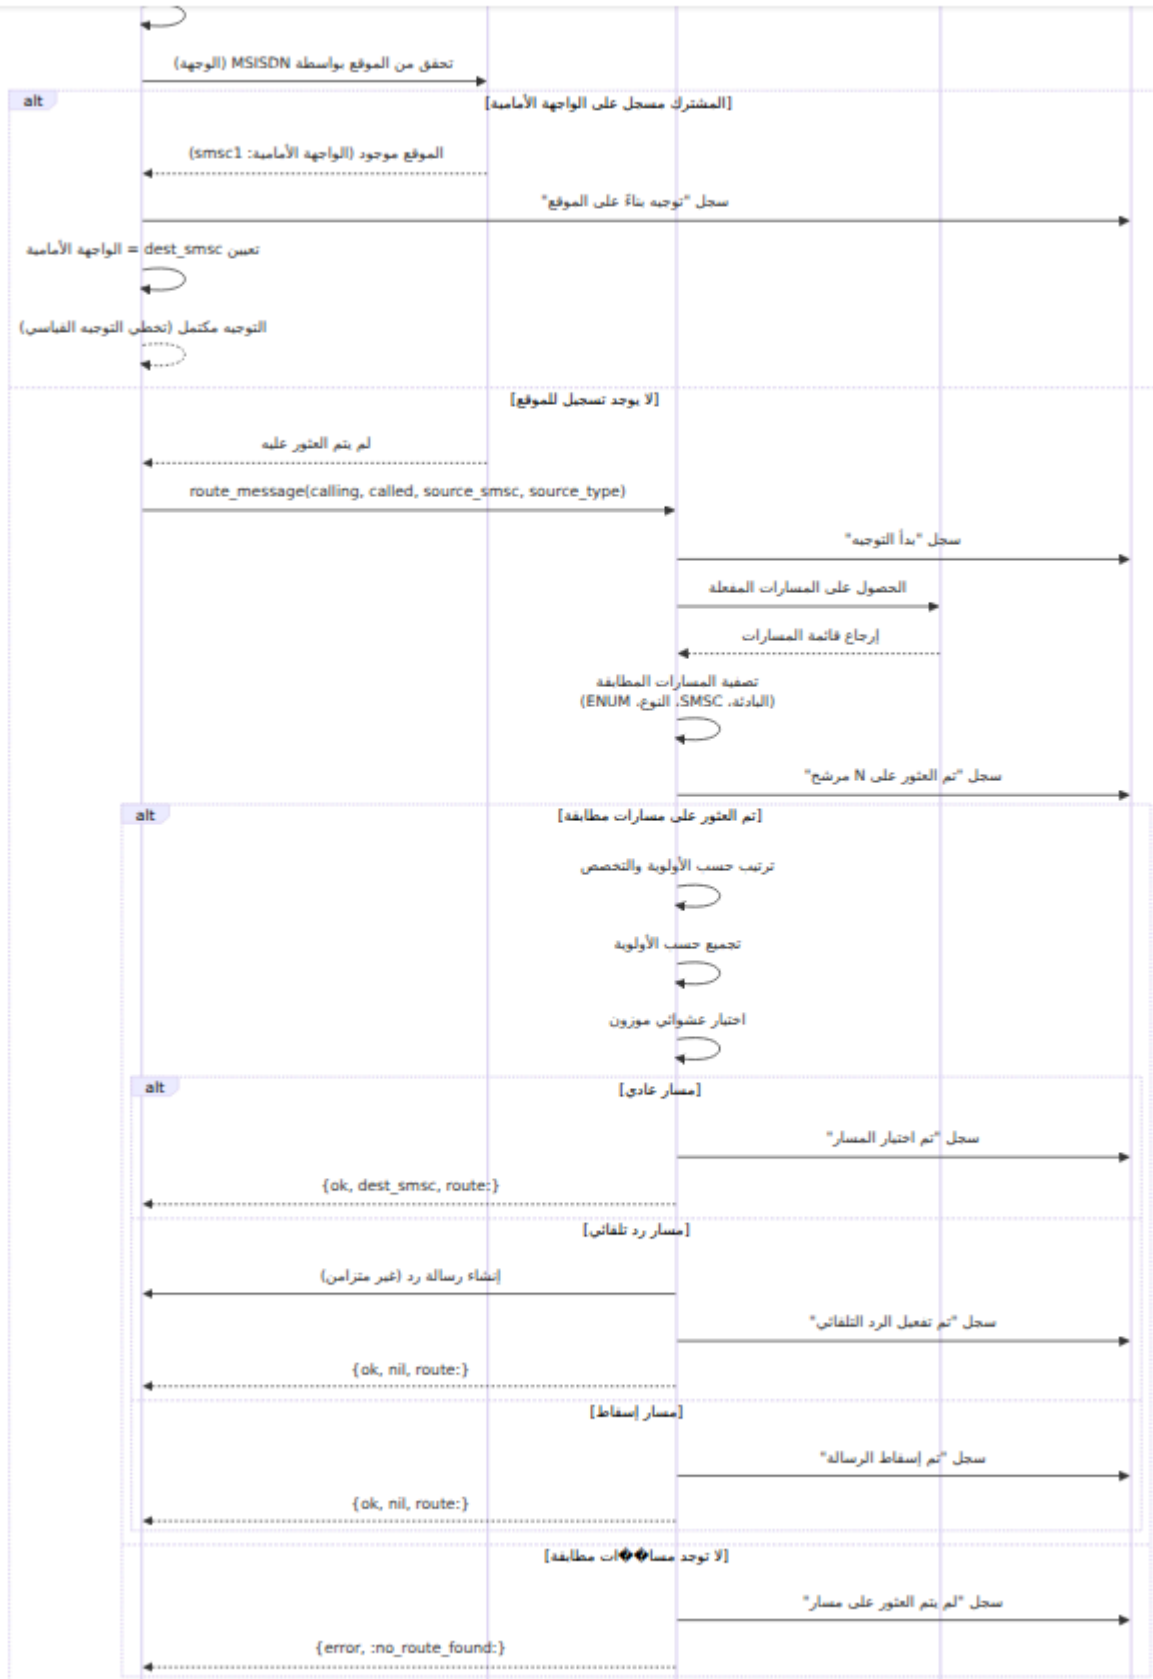 تحقق من الموقع بواسطة MSISDN (الوجهة)
alt
[المشترك مسجل على الواجهة الأمامية]
الموقع موجود (الواجهة الأمامية: smsc1)
سجل "توجيه بناءً على الموقع"
تعيين dest_smsc = الواجهة الأمامية
التوجيه مكتمل (تخطي التوجيه القياسي)
[لا يوجد تسجيل للموقع]
لم يتم العثور عليه
route_message(calling, called, source_smsc, source_type)
سجل "بدأ التوجيه"
الحصول على المسارات المفعلة
إرجاع قائمة المسارات
تصفية المسارات المطابقة
(البادئة، SMSC، النوع، ENUM)
سجل "تم العثور على N مرشح"
alt
[تم العثور على مسارات مطابقة]
ترتيب حسب الأولوية والتخصص
تجميع حسب الأولوية
اختيار عشوائي موزون
alt
[مسار عادي]
سجل "تم اختيار المسار"
{ok, dest_smsc, route:}
[مسار رد تلقائي]
إنشاء رسالة رد (غير متزامن)
سجل "تم تفعيل الرد التلقائي"
{ok, nil, route:}
[مسار إسقاط]
سجل "تم إسقاط الرسالة"
{ok, nil, route:}
[لا توجد مسا��ات مطابقة]
سجل "لم يتم العثور على مسار"
{error, :no_route_found:}